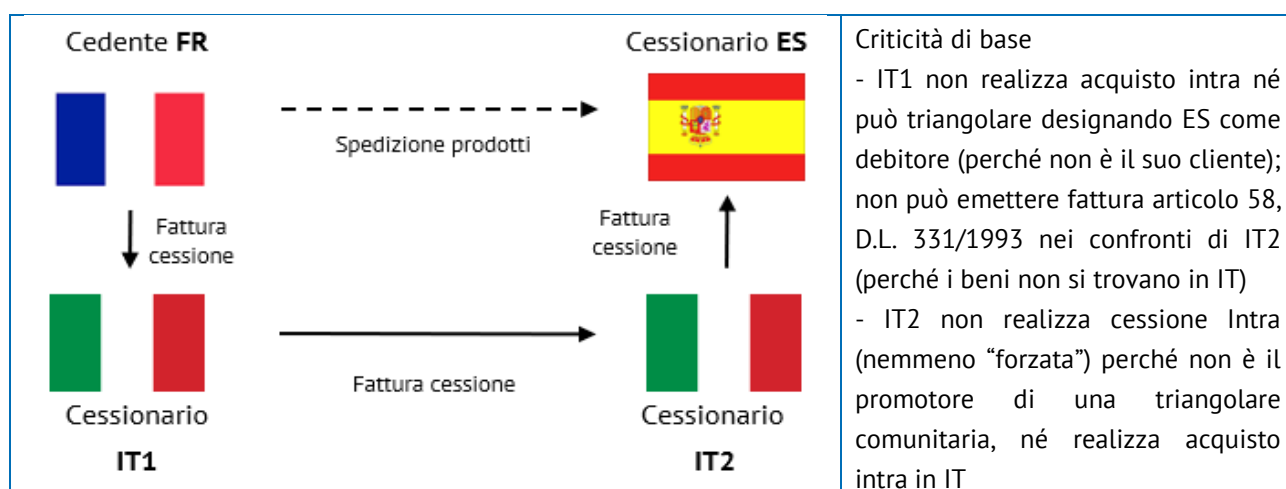 Cedente FR
Cessionario ES
Spedizione prodotti
Fattura
cessione
Fattura
cessione
Fattura cessione
Cessionario
IT1
Cessionario
IT2
Criticità di base
- IT1 non realizza acquisto intra né
può triangolare designando ES come
debitore (perché non è il suo cliente);
non può emettere fattura articolo 58,
D.L. 331/1993 nei confronti di IT2
(perché i beni non si trovano in IT)
- IT2 non realizza cessione Intra
(nemmeno “forzata”) perché non è il
promotore di una triangolare
comunitaria, né realizza acquisto
intra in IT